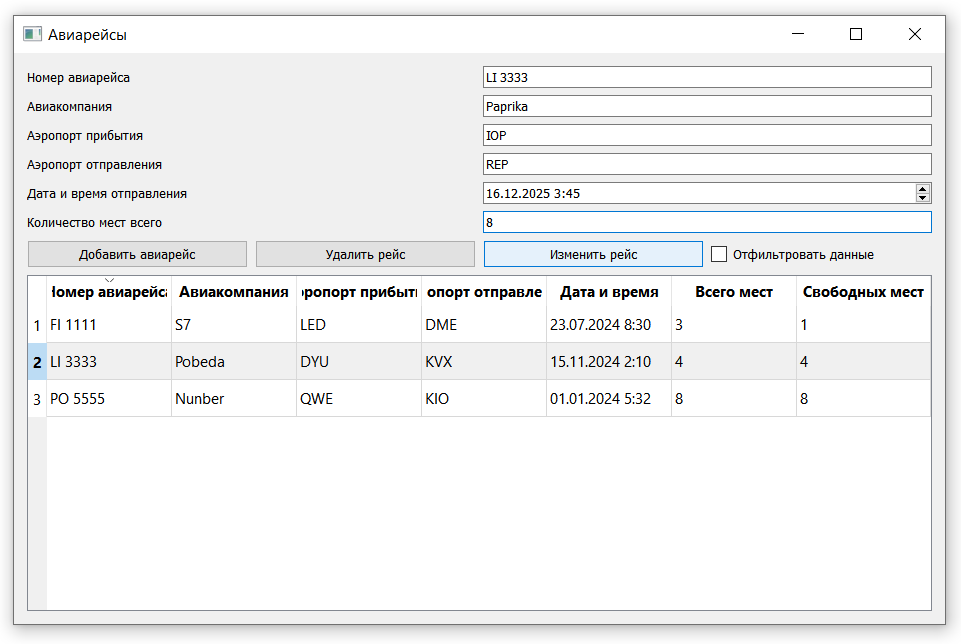 Авиарейсы
Номер авиарейса LI 3333
Авиакомпания Paprika
Аэропорт прибытия IOP
Аэропорт отправления REP
Дата и время отправления 16.12.2025 3:45
Количество мест всего 8
Добавить авиарейс Удалить рейс Изменить рейс Отфильтровать данные
Номер авиарейса Авиакомпания эропорт прибыти опорт отправле Дата и время Всего мест Свободных мест
1 FI 1111 S7 LED DME 23.07.2024 8:30 3 1
2 LI 3333 Pobeda DYU KVX 15.11.2024 2:10 4 4
3 PO 5555 Nunber QWE KIO 01.01.2024 5:32 8 8